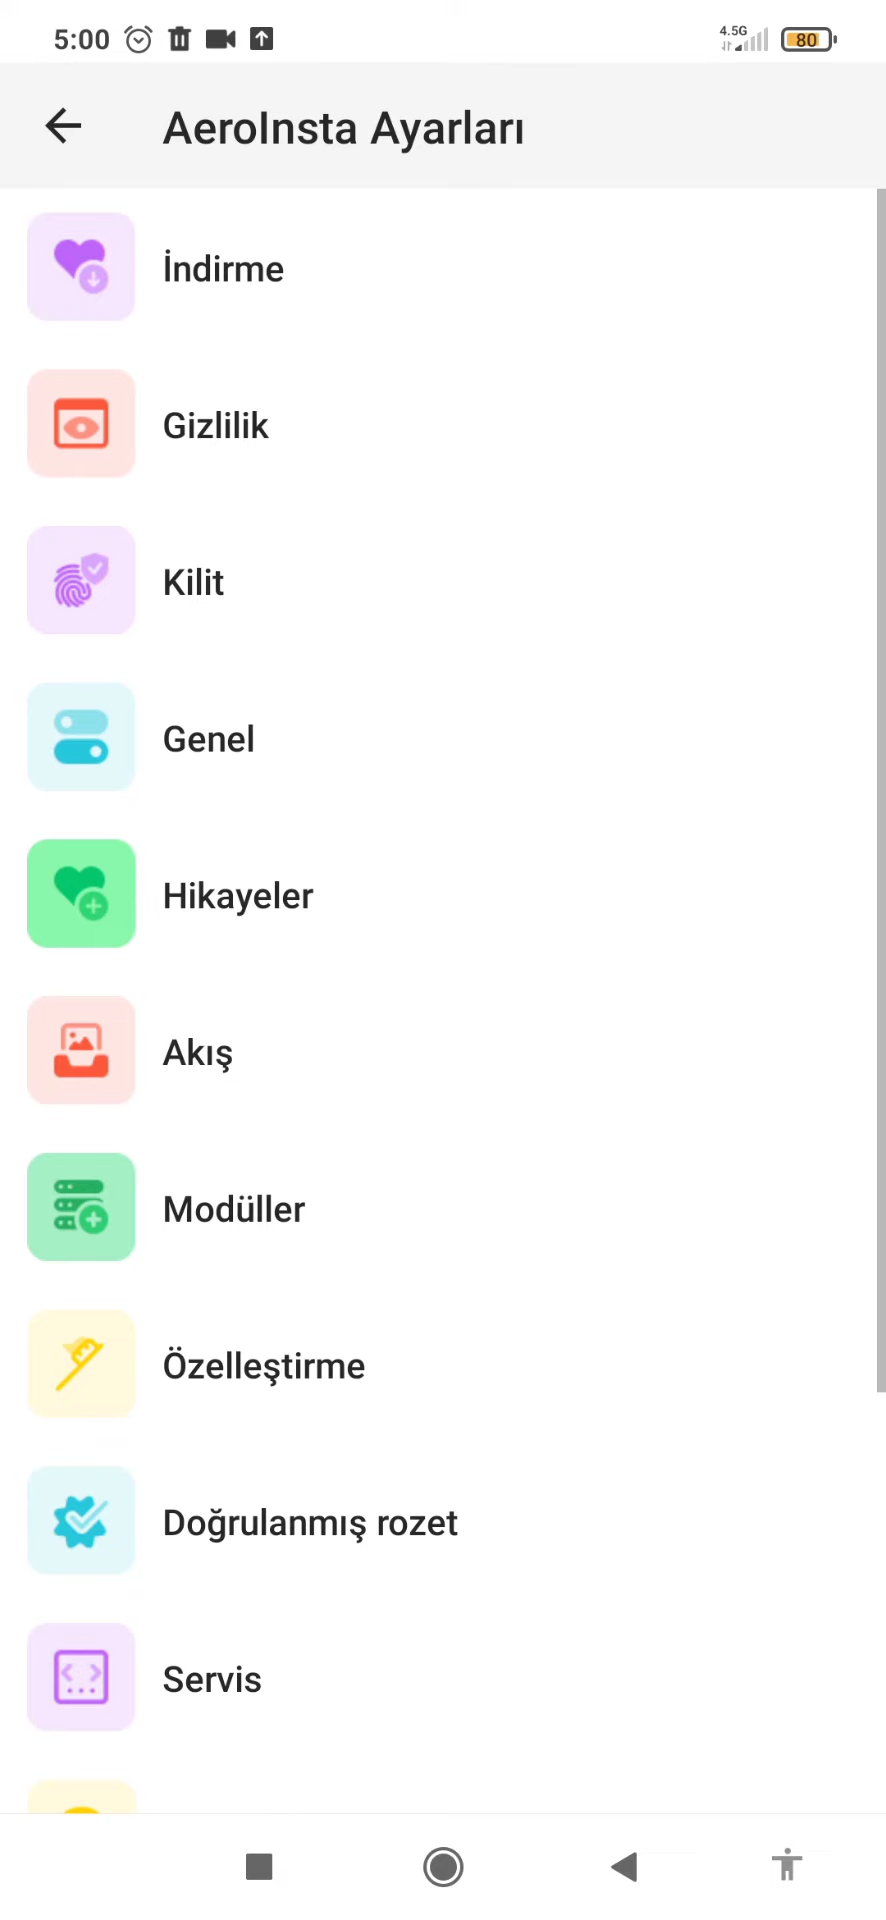 5:00
4.5G
80
AeroInsta Ayarları
İndirme
Gizlilik
Kilit
Genel
Hikayeler
Akış
Modüller
Özelleştirme
Doğrulanmış rozet
Servis